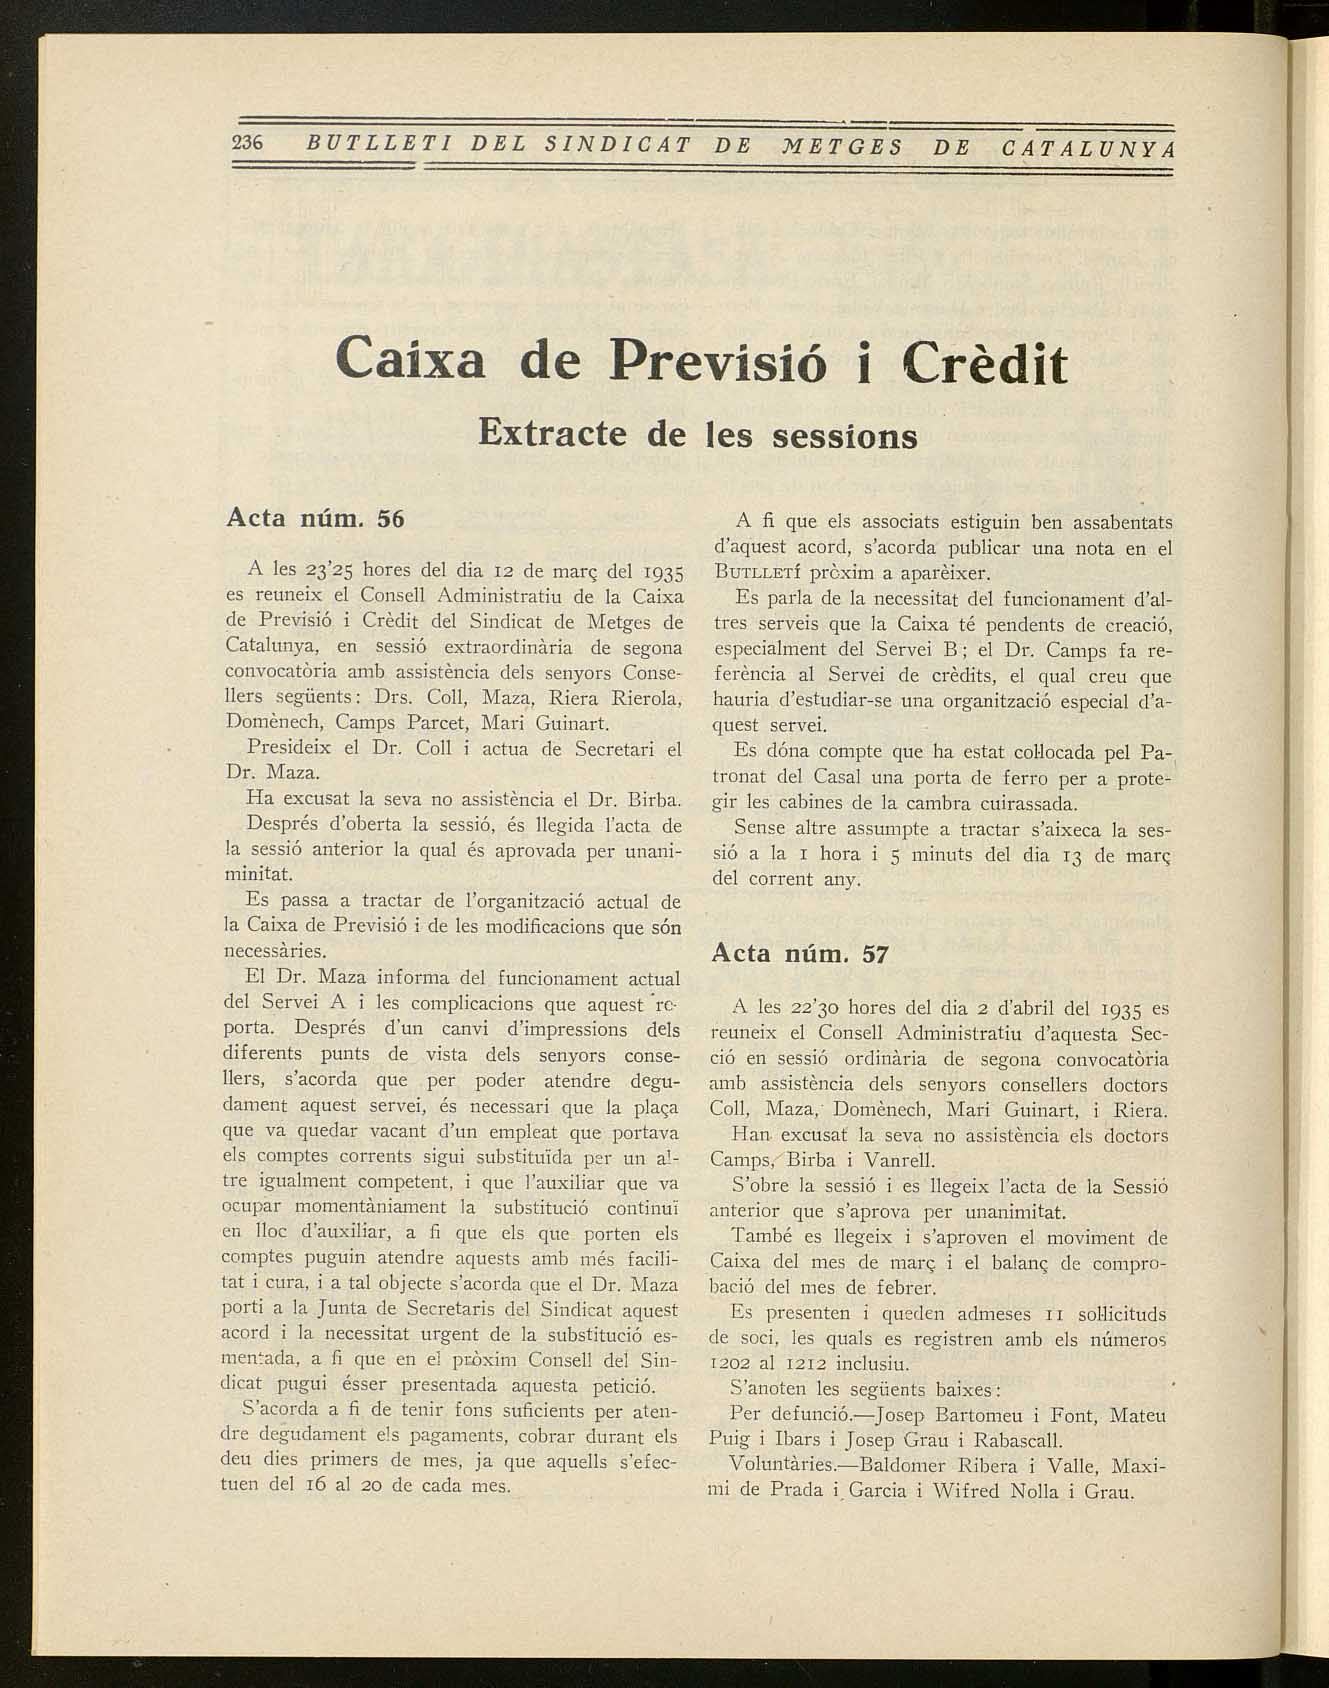 236 BUTLLETI DEL SINDICAT DE METGES DE CATALUNYA
Caixa de Previsió i Crèdit
Extracte de les sessions
Acta núm. 56
A les 23'25 hores del dia 12 de març del 1935
es reuneix el Consell Administratiu de la Caixa
de Previsió i Crèdit del Sindicat de Metges de
Catalunya, en sessió extraordinària de segona
convocatòria amb assistència dels senyors Conse-
llers següents: Drs. Coll, Maza, Riera Rierola,
Domènech, Camps Parcet, Mari Guinart.
Presideix el Dr. Coll i actua de Secretari el
Dr. Maza.
Ha excusat la seva no assistència el Dr. Birba.
Després d'oberta la sessió, és llegida l'acta de
la sessió anterior la qual és aprovada per unani-
minitat.
Es passa a tractar de l'organització actual de
la Caixa de Previsió i de les modificacions que són
necessàries.
El Dr. Maza informa del funcionament actual
del Servei A i les complicacions que aquest re-
porta. Després d'un canvi d'impressions dels
diferents punts de vista dels senyors conse-
llers, s'acorda que per poder atendre degu-
dament aquest servei, és necessari que la plaça
que va quedar vacant d'un empleat que portava
els comptes corrents sigui substituïda per un al-
tre igualment competent, i que l'auxiliar que va
ocupar momentàniament la substitució continuï
en lloc d'auxiliar, a fi que els que porten els
comptes puguin atendre aquests amb més facili-
tat i cura, i a tal objecte s'acorda que el Dr. Maza
porti a la Junta de Secretaris del Sindicat aquest
acord i la necessitat urgent de la substitució es-
mentada, a fi que en el pròxim Consell del Sin-
dicat pugui ésser presentada aquesta petició.
S'acorda a fi de tenir fons suficients per aten-
dre degudament els pagaments, cobrar durant els
deu dies primers de mes, ja que aquells s'efec-
tuen del 16 al 20 de cada mes.
A fi que els associats estiguin ben assabentats
d'aquest acord, s'acorda publicar una nota en el
BUTLLETÍ pròxim a aparèixer.
Es parla de la necessitat del funcionament d'al-
tres serveis que la Caixa té pendents de creació,
especialment del Servei B; el Dr. Camps fa re-
ferència al Servei de crèdits, el qual creu que
hauria d'estudiar-se una organització especial d'a-
quest servei.
Es dóna compte que ha estat coŀlocada pel Pa-
tronat del Casal una porta de ferro per a prote-
gir les cabines de la cambra cuirassada.
Sense altre assumpte a tractar s'aixeca la ses-
sió a la 1 hora i 5 minuts del dia 13 de març
del corrent any.
Acta núm. 57
A les 22'30 hores del dia 2 d'abril del 1935 es
reuneix el Consell Administratiu d'aquesta Sec-
ció en sessió ordinària de segona convocatòria
amb assistència dels senyors consellers doctors
Coll, Maza, Domènech, Mari Guinart, i Riera.
Han excusat la seva no assistència els doctors
Camps, Birba i Vanrell.
S'obre la sessió i es llegeix l'acta de la Sessió
anterior que s'aprova per unanimitat.
També es llegeix i s'aproven el moviment de
Caixa del mes de març i el balanç de compro-
bació del mes de febrer.
Es presenten i queden admeses 11 soŀlicituds
de soci, les quals es registren amb els números
1202 al 1212 inclusiu.
S'anoten les següents baixes:
Per defunció.—Josep Bartomeu i Font, Mateu
Puig i Ibars i Josep Grau i Rabascall.
Voluntàries.—Baldomer Ribera i Valle, Maxi-
mi de Prada i Garcia i Wifred Nolla i Grau.